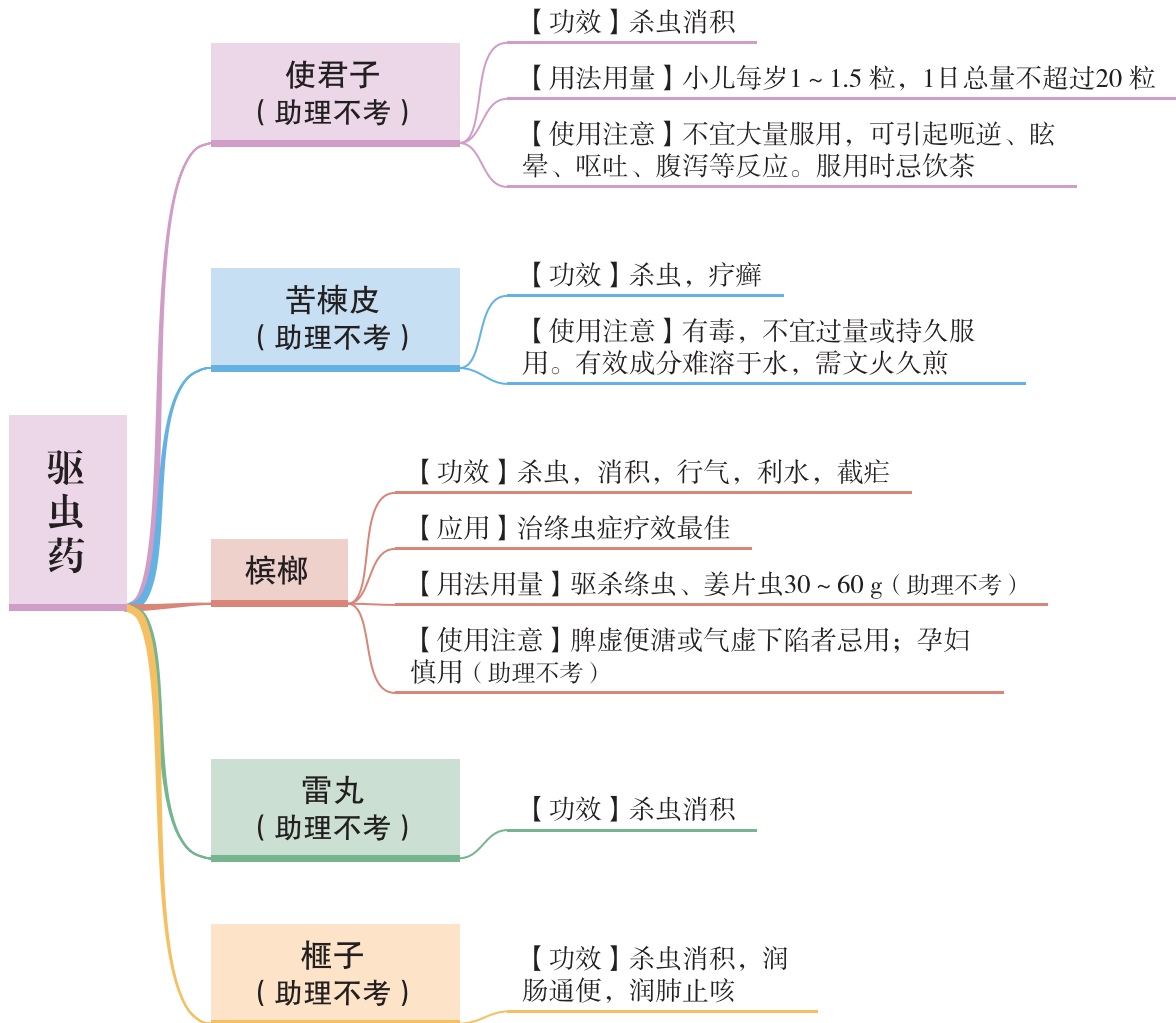 驱虫药
使君子
（助理不考）
【功效】杀虫消积
【用法用量】小儿每岁1～1.5 粒，1日总量不超过20 粒
【使用注意】不宜大量服用，可引起呃逆、眩
晕、呕吐、腹泻等反应。服用时忌饮茶
苦楝皮
（助理不考）
【功效】杀虫，疗癣
【使用注意】有毒，不宜过量或持久服
用。有效成分难溶于水，需文火久煎
槟榔
【功效】杀虫，消积，行气，利水，截疟
【应用】治绦虫症疗效最佳
【用法用量】驱杀绦虫、姜片虫30～60 g（助理不考）
【使用注意】脾虚便溏或气虚下陷者忌用；孕妇
慎用（助理不考）
雷丸
（助理不考）
【功效】杀虫消积
榧子
（助理不考）
【功效】杀虫消积，润
肠通便，润肺止咳